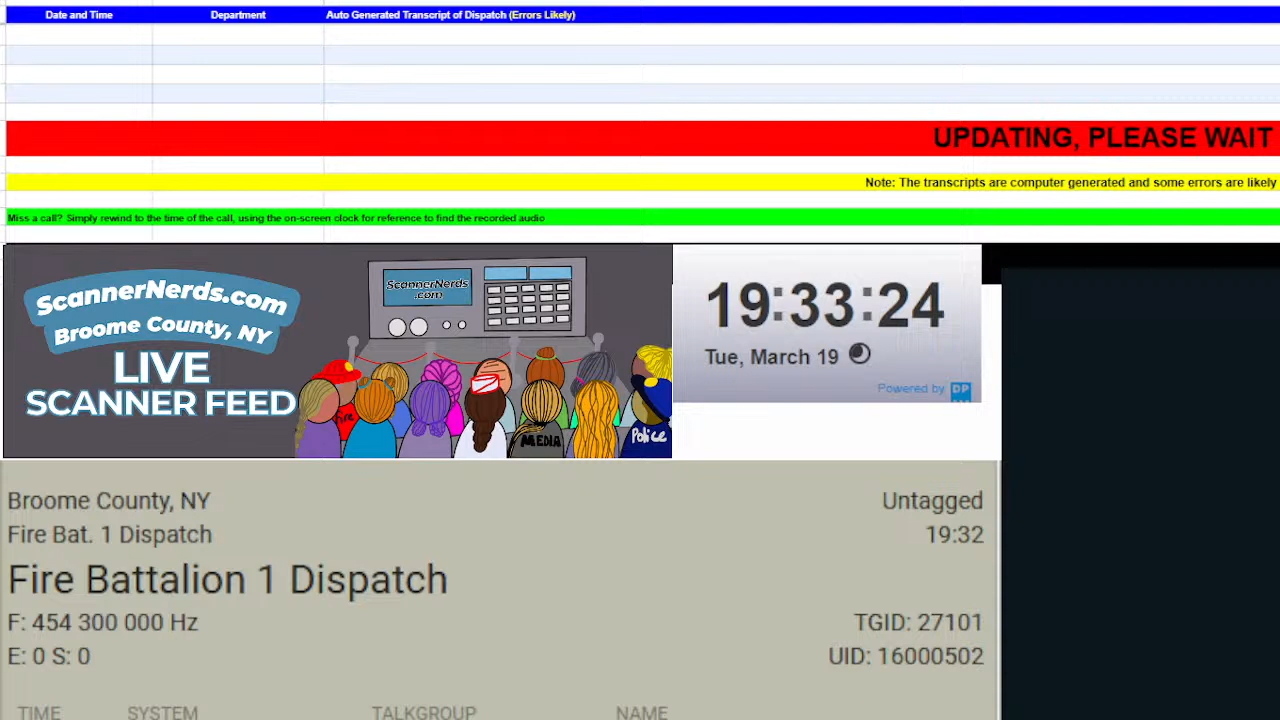 Date and Time Department Auto Generated Transcript of Dispatch (Errors Likely)
UPDATING, PLEASE WAIT
Note: The transcripts are computer generated and some errors are likely
Miss a call? Simply rewind to the time of the call, using the on-screen clock for reference to find the recorded audio
ScannerNerds.com
Broome County, NY
LIVE
SCANNER FEED
ScannerNerds
.com
Fire
MEDIA
Police
19:33:24
Tue, March 19
Powered by DP
Broome County, NY Untagged
Fire Bat. 1 Dispatch 19:32
Fire Battalion 1 Dispatch
F: 454 300 000 Hz TGID: 27101
E: 0 S: 0 UID: 16000502
TIME SYSTEM TALKGROUP NAME